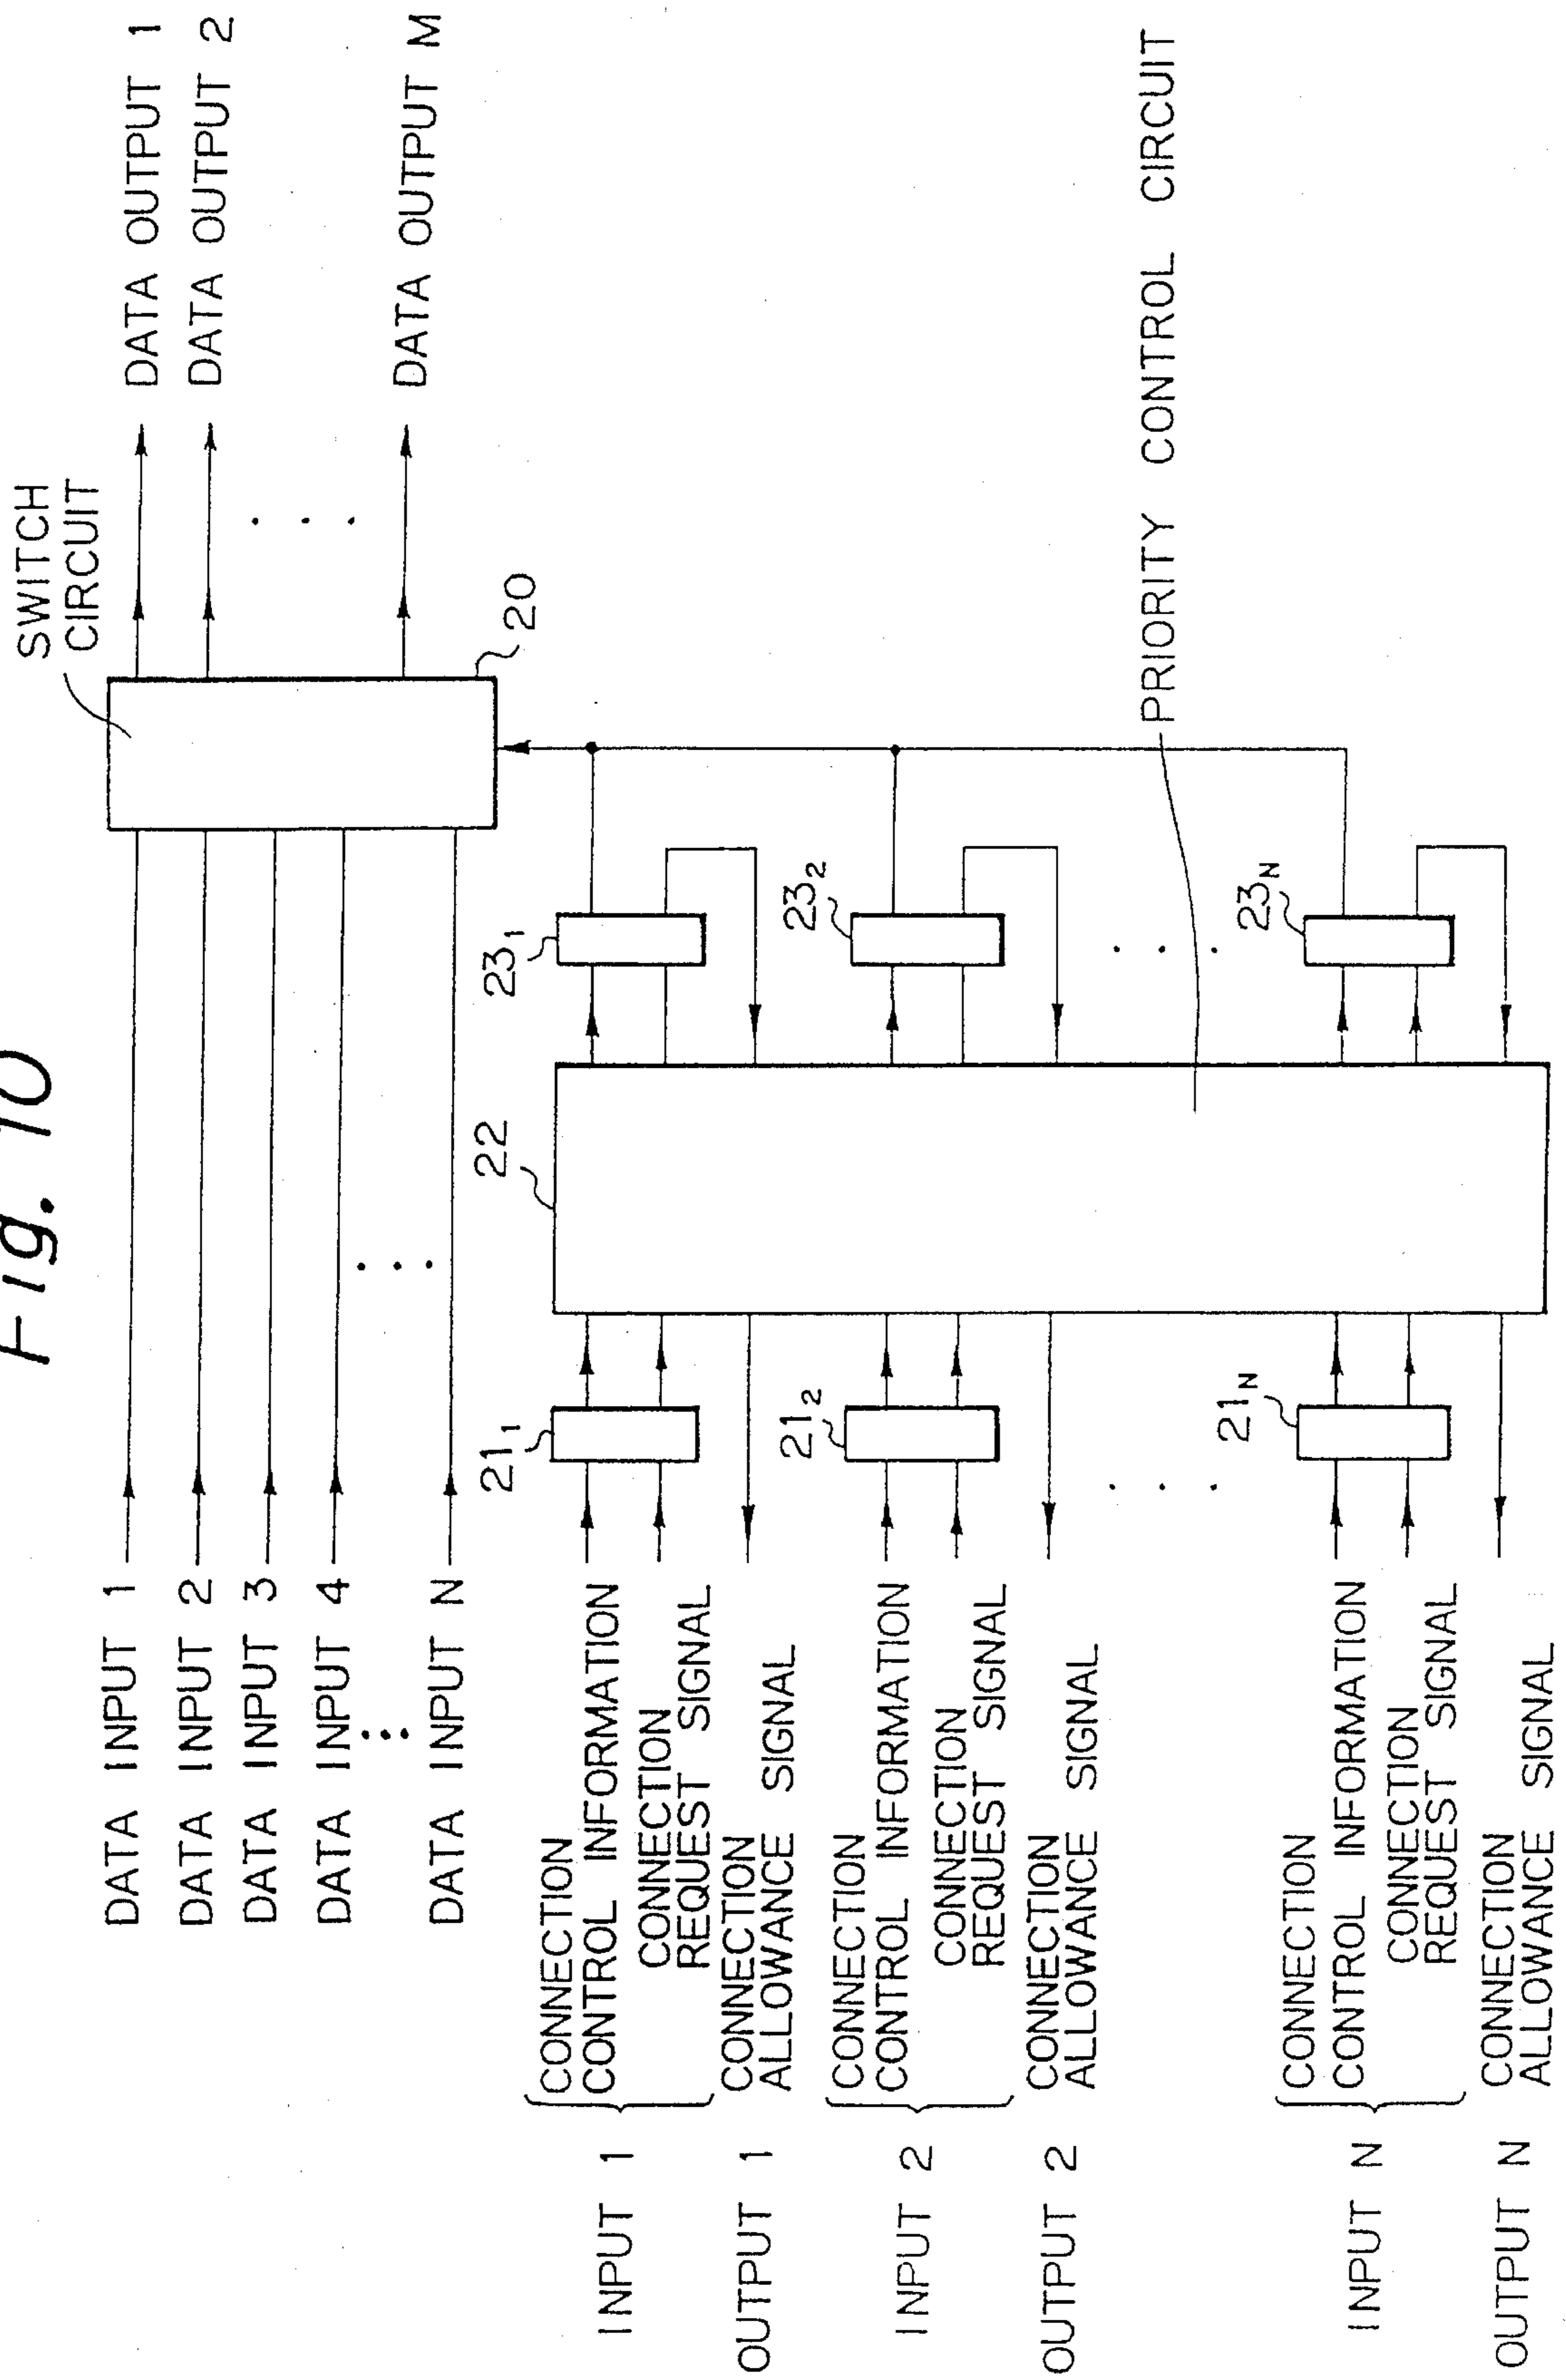 Fig. 10
SWITCH
CIRCUIT
DATA INPUT 1
DATA INPUT 2
DATA INPUT 3
DATA INPUT 4
DATA INPUT N
DATA OUTPUT 1
DATA OUTPUT 2
DATA OUTPUT M
20
22
INPUT 1
CONNECTION
CONTROL INFORMATION
CONNECTION
REQUEST SIGNAL
21₁
23₁
OUTPUT 1
CONNECTION
ALLOWANCE SIGNAL
INPUT 2
CONNECTION
CONTROL INFORMATION
CONNECTION
REQUEST SIGNAL
21₂
23₂
OUTPUT 2
CONNECTION
ALLOWANCE SIGNAL
PRIORITY CONTROL CIRCUIT
INPUT N
CONNECTION
CONTROL INFORMATION
CONNECTION
REQUEST SIGNAL
21N
23N
OUTPUT N
CONNECTION
ALLOWANCE SIGNAL